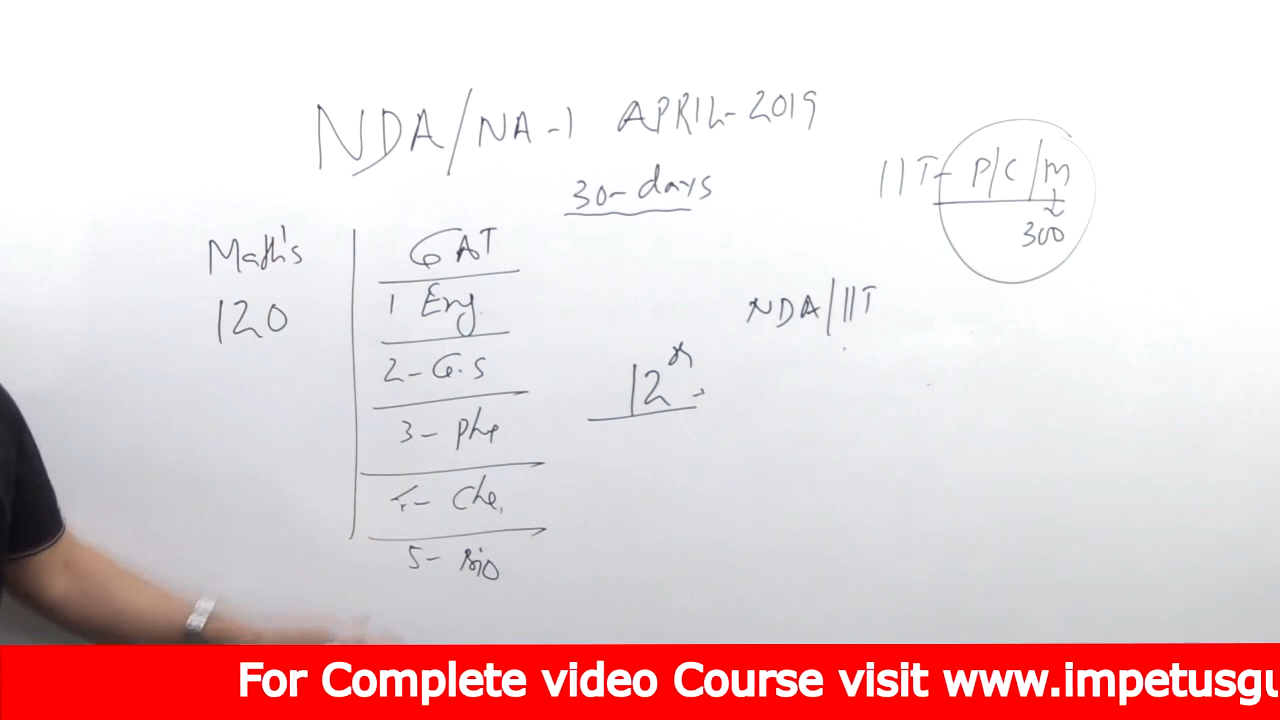 NDA/NA-1 APRIL-2019
30-days
IIT- P/C/M
300
Math's
120
GAT
1 Eng.
2-G.S
3- Phy
4- Che,
5- Bio
NDA/IIT
12
For Complete video Course visit www.impetusgu